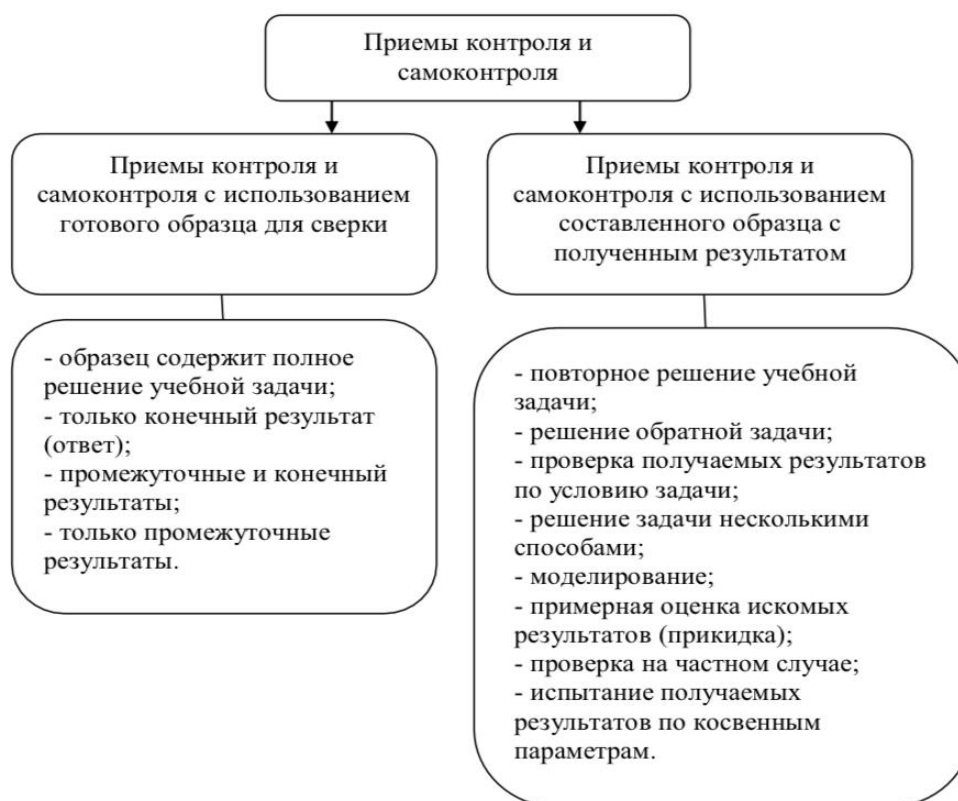 Приемы контроля и
самоконтроля
Приемы контроля и
самоконтроля с использованием
готового образца для сверки
Приемы контроля и
самоконтроля с использованием
составленного образца с
полученным результатом
- образец содержит полное
решение учебной задачи;
- только конечный результат
(ответ);
- промежуточные и конечный
результаты;
- только промежуточные
результаты.
- повторное решение учебной
задачи;
- решение обратной задачи;
- проверка получаемых результатов
по условию задачи;
- решение задачи несколькими
способами;
- моделирование;
- примерная оценка искомых
результатов (прикидка);
- проверка на частном случае;
- испытание получаемых
результатов по косвенным
параметрам.